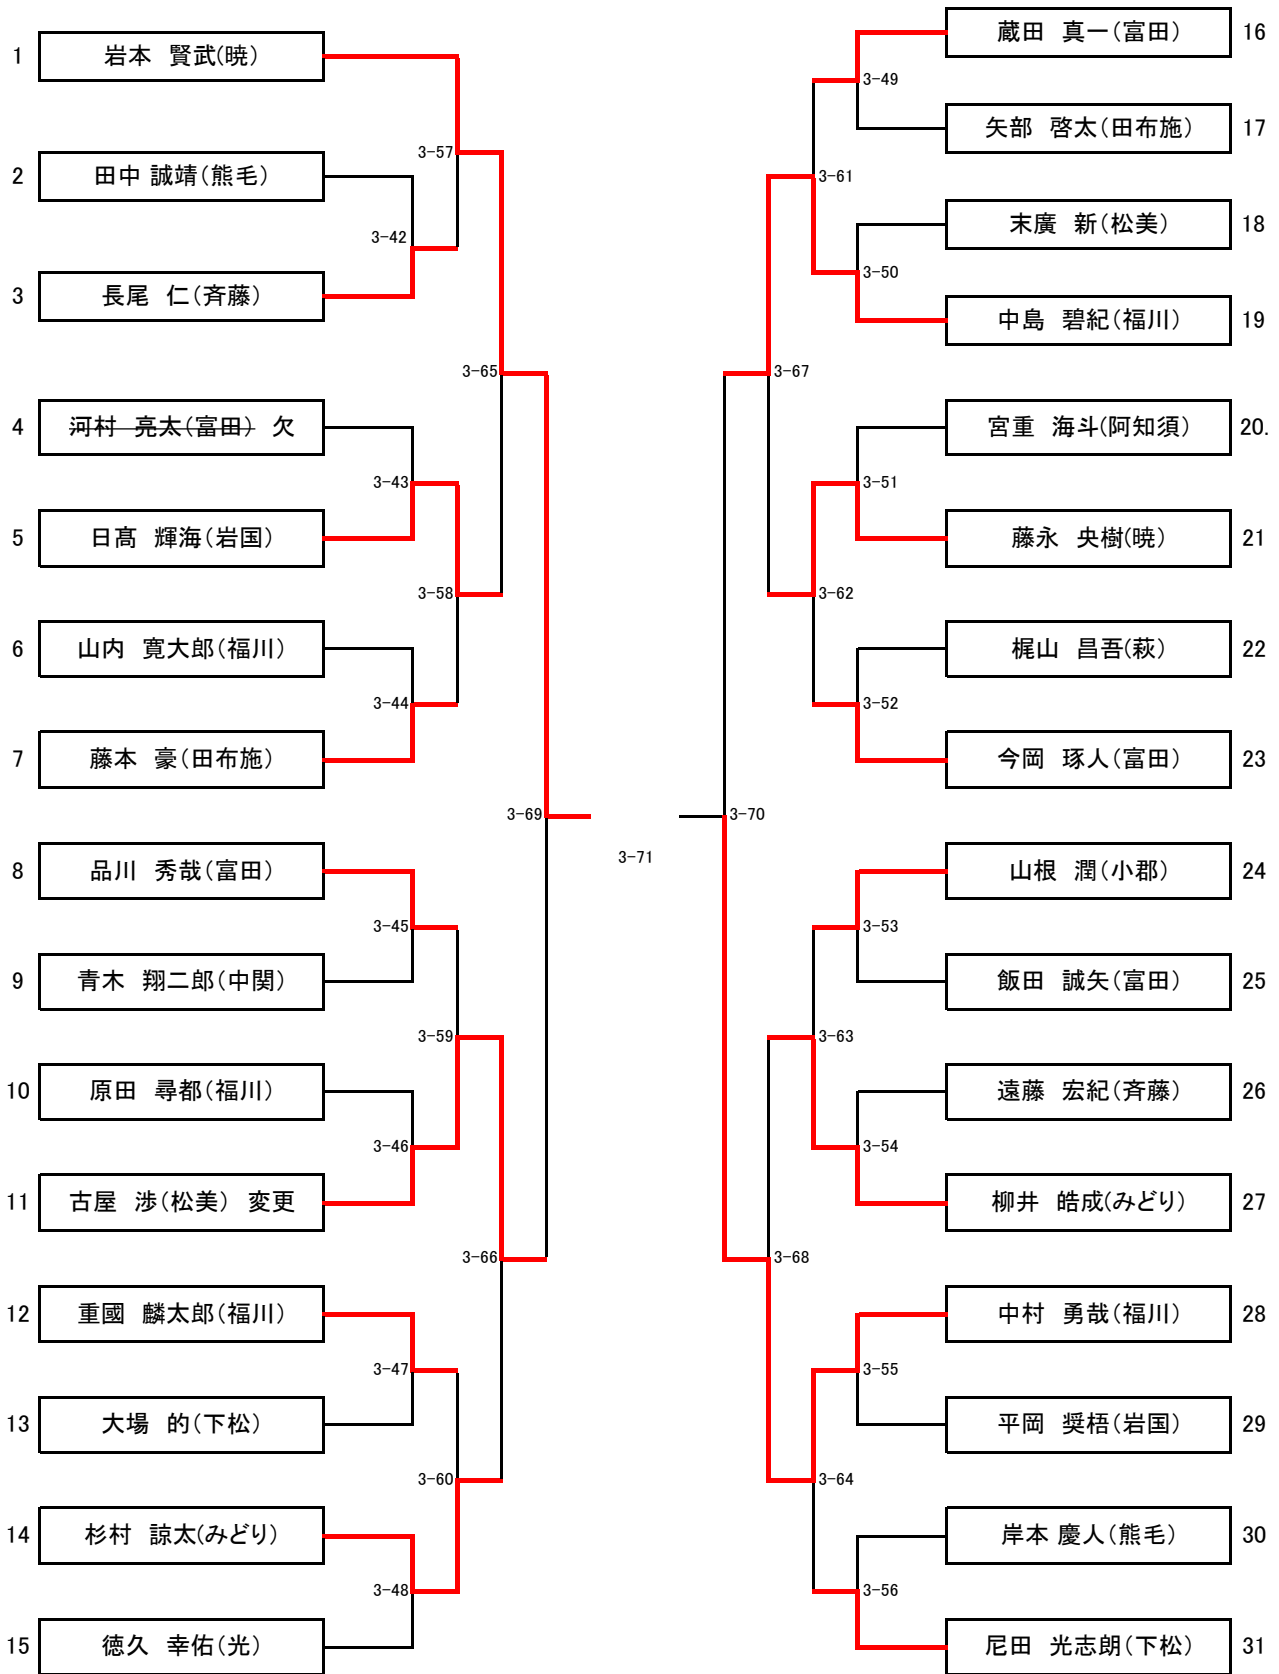 1 岩本 賢武(暁)
2 田中 誠靖(熊毛)
3 長尾 仁(斉藤)
4 河村 亮太(富田) 欠
5 日髙 輝海(岩国)
6 山内 寛大郎(福川)
7 藤本 豪(田布施)
8 品川 秀哉(富田)
9 青木 翔二郎(中関)
10 原田 尋都(福川)
11 古屋 渉(松美) 変更
12 重國 麟太郎(福川)
13 大場 的(下松)
14 杉村 諒太(みどり)
15 徳久 幸佑(光)
3-42
3-43
3-44
3-45
3-46
3-47
3-48
3-57
3-58
3-59
3-60
3-65
3-66
3-69
3-71
3-70
3-67
3-68
3-61
3-62
3-63
3-64
3-49
3-50
3-51
3-52
3-53
3-54
3-55
3-56
蔵田 真一(富田) 16
矢部 啓太(田布施) 17
末廣 新(松美) 18
中島 碧紀(福川) 19
宮重 海斗(阿知須) 20.
藤永 央樹(暁) 21
梶山 昌吾(萩) 22
今岡 琢人(富田) 23
山根 潤(小郡) 24
飯田 誠矢(富田) 25
遠藤 宏紀(斉藤) 26
柳井 皓成(みどり) 27
中村 勇哉(福川) 28
平岡 奨梧(岩国) 29
岸本 慶人(熊毛) 30
尼田 光志朗(下松) 31